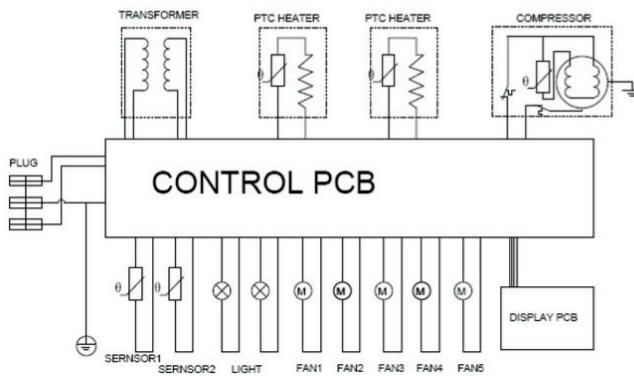 TRANSFORMER
PTC HEATER
PTC HEATER
COMPRESSOR
θ
θ
θ
PLUG
CONTROL PCB
θ
θ
M
M
M
M
M
DISPLAY PCB
SERNSOR1
SERNSOR2
LIGHT
FAN1
FAN2
FAN3
FAN4
FAN5